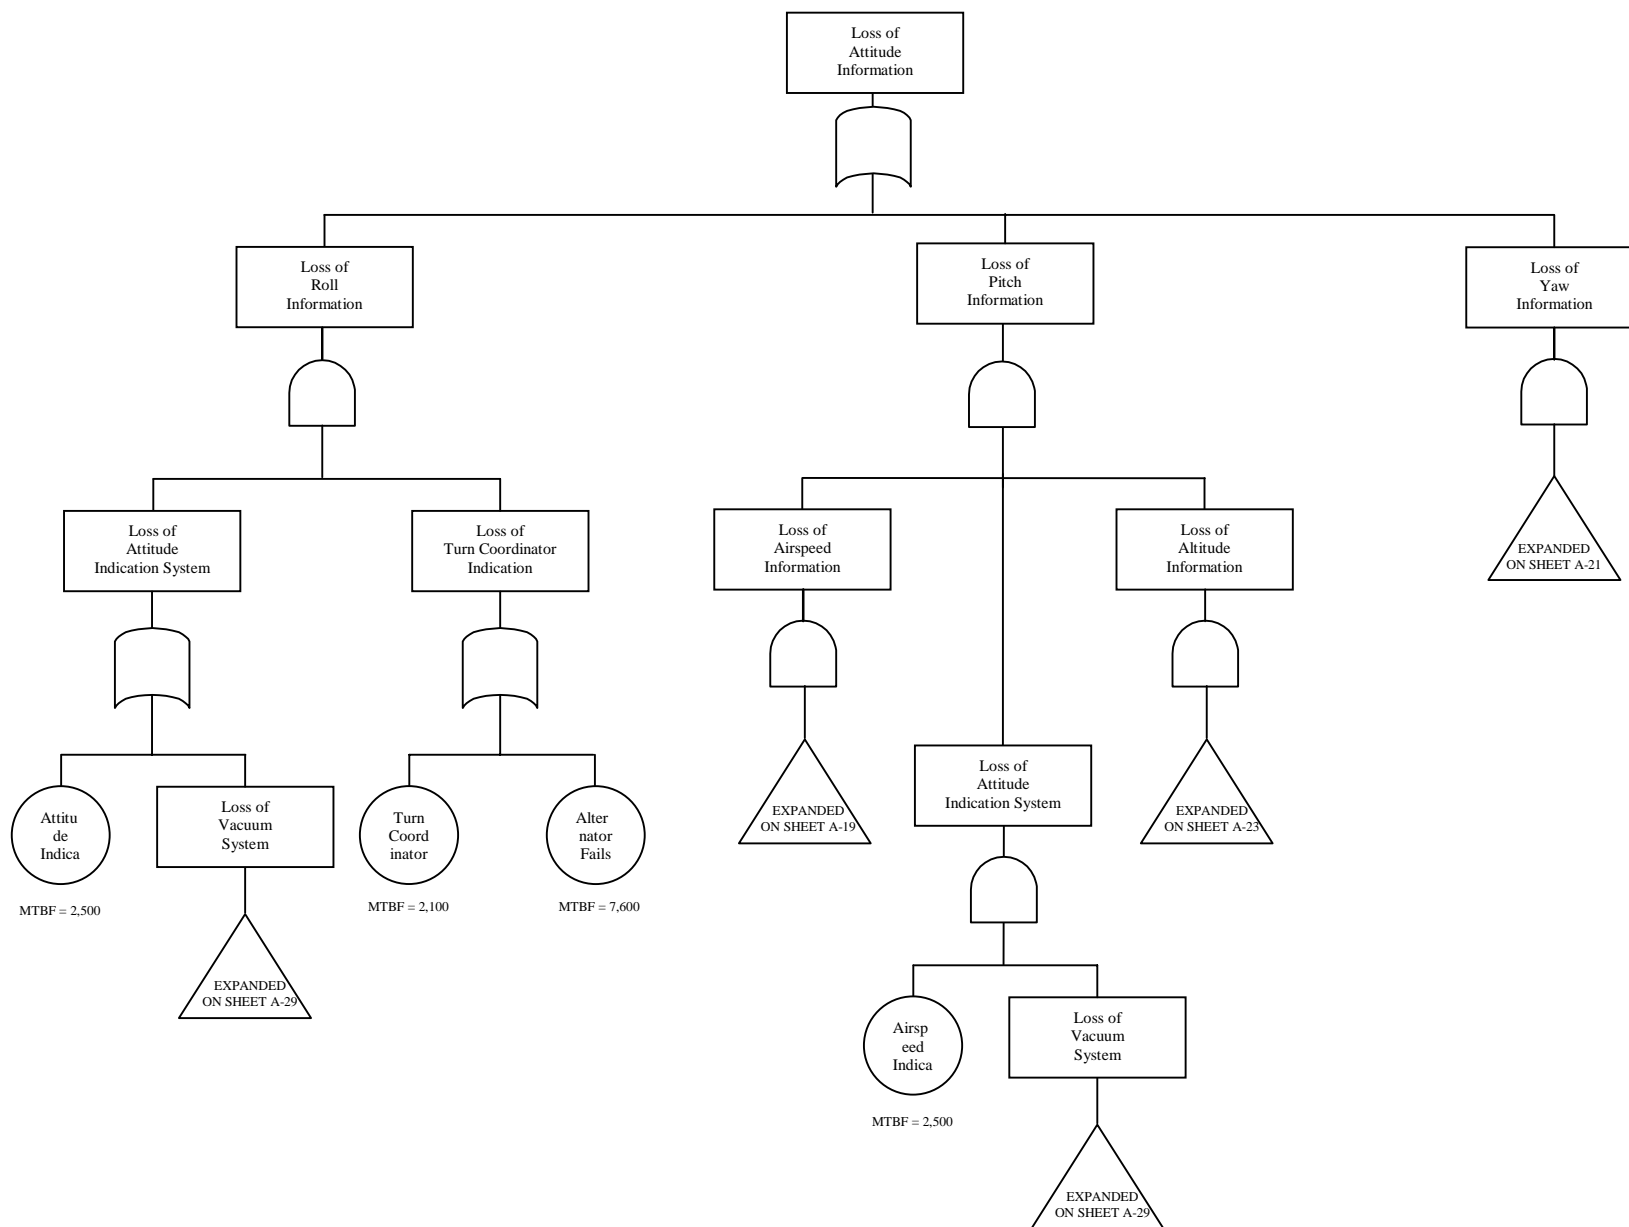 Loss of
Attitude
Information
Loss of
Roll
Information
Loss of
Pitch
Information
Loss of
Yaw
Information
Loss of
Attitude
Indication System
Loss of
Turn Coordinator
Indication
Loss of
Airspeed
Information
Loss of
Altitude
Information
EXPANDED
ON SHEET A-21
Attitu
de
Indica
MTBF = 2,500
Loss of
Vacuum
System
EXPANDED
ON SHEET A-29
Turn
Coord
inator
MTBF = 2,100
Alter
nator
Fails
MTBF = 7,600
EXPANDED
ON SHEET A-19
Loss of
Attitude
Indication System
EXPANDED
ON SHEET A-23
Airsp
eed
Indica
MTBF = 2,500
Loss of
Vacuum
System
EXPANDED
ON SHEET A-29